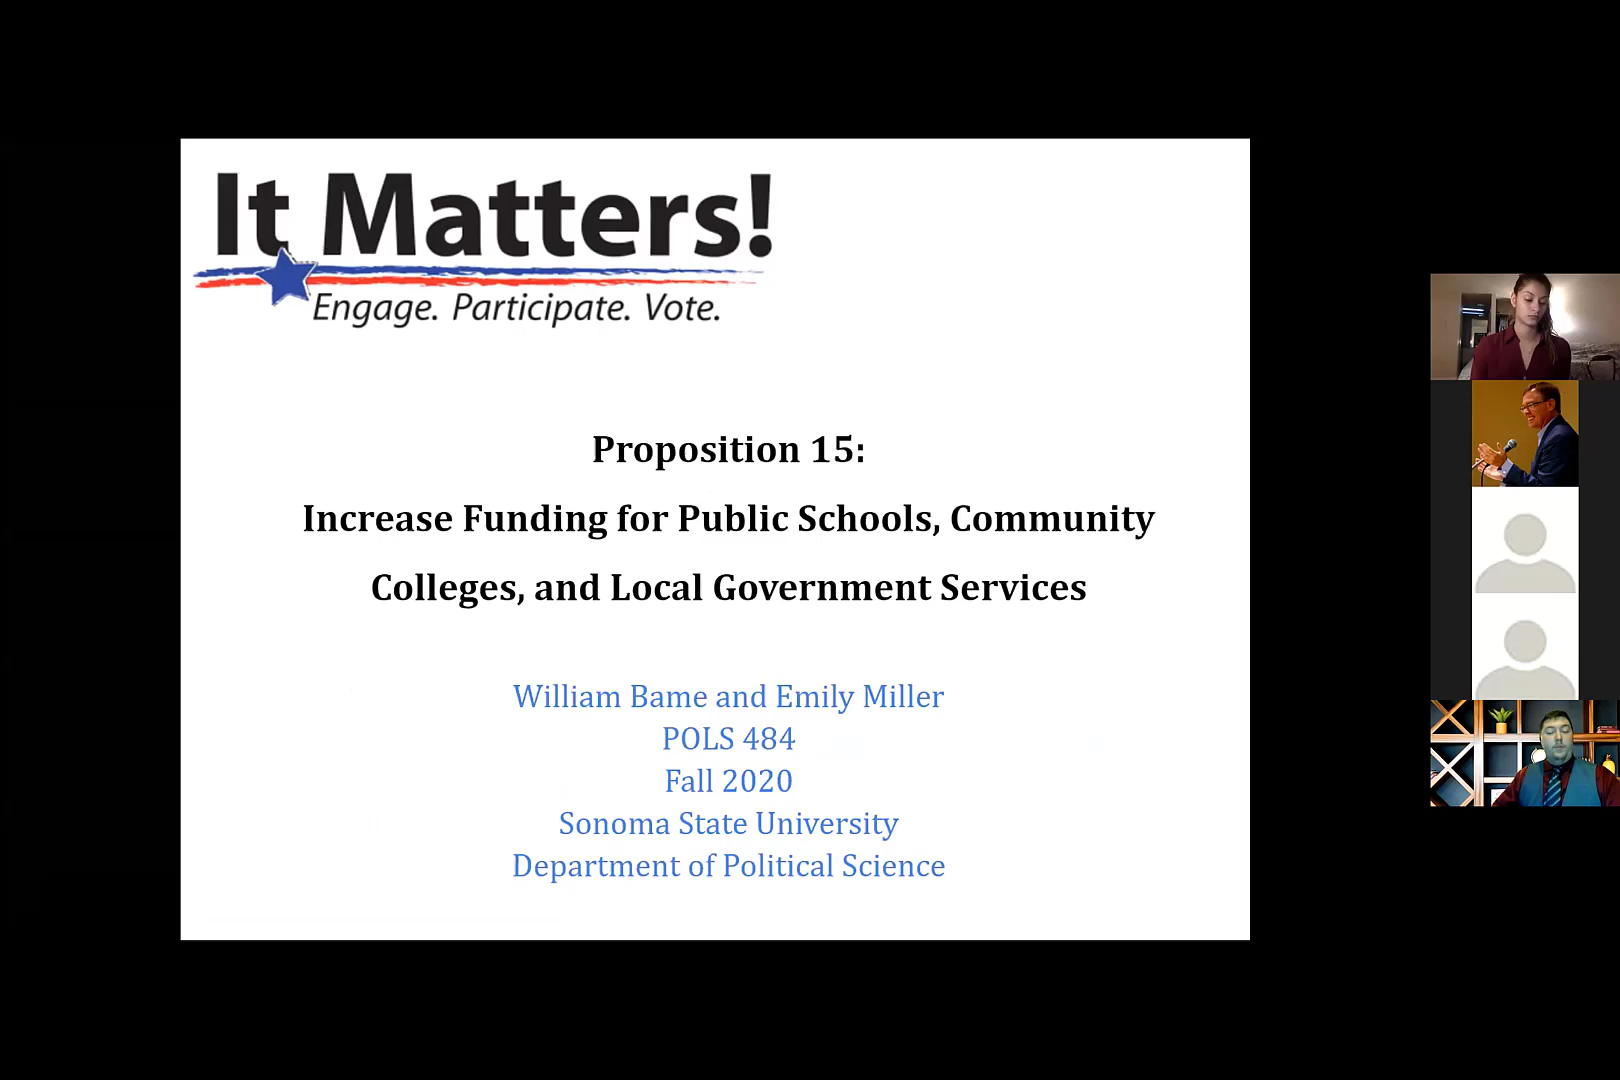 It Matters!
Engage. Participate. Vote.
Proposition 15:
Increase Funding for Public Schools, Community
Colleges, and Local Government Services
William Bame and Emily Miller
POLS 484
Fall 2020
Sonoma State University
Department of Political Science